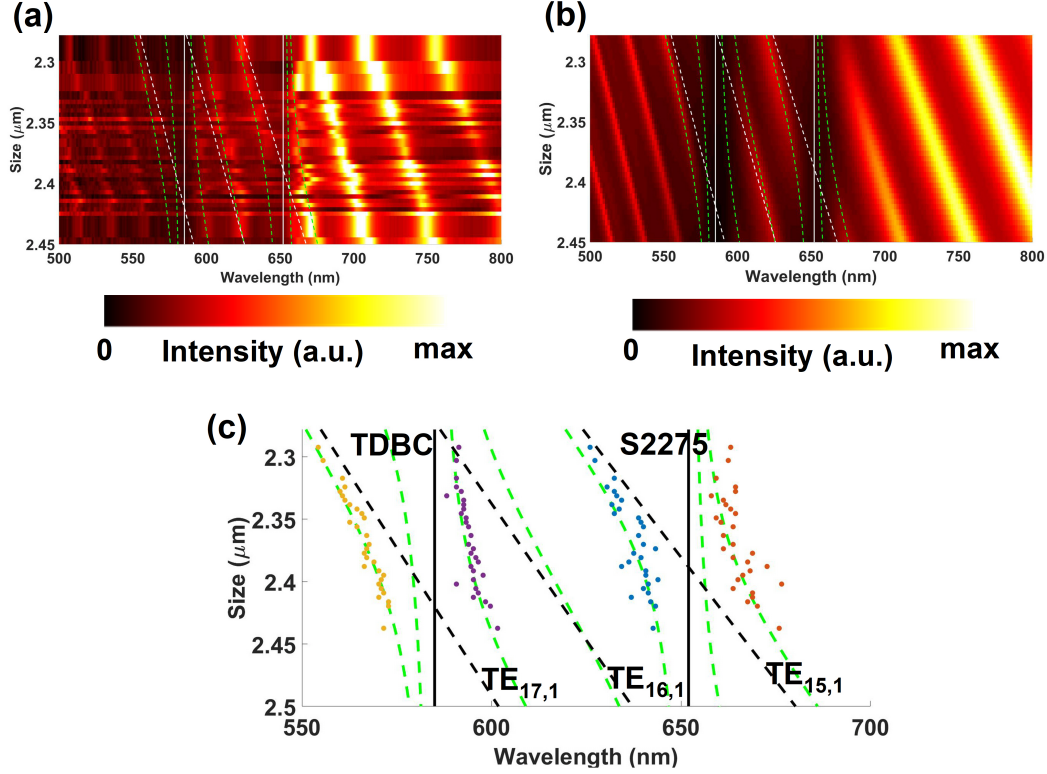 (a)
(b)
Size (μm)
2.3
2.35
2.4
2.45
500 550 600 650 700 750 800
Wavelength (nm)
0 Intensity (a.u.) max
Size (μm)
2.3
2.35
2.4
2.45
500 550 600 650 700 750 800
Wavelength (nm)
0 Intensity (a.u.) max
(c)
TDBC
S2275
Size (μm)
2.3
2.35
2.4
2.45
2.5
TE17,1
TE16,1
TE15,1
550 600 650 700
Wavelength (nm)